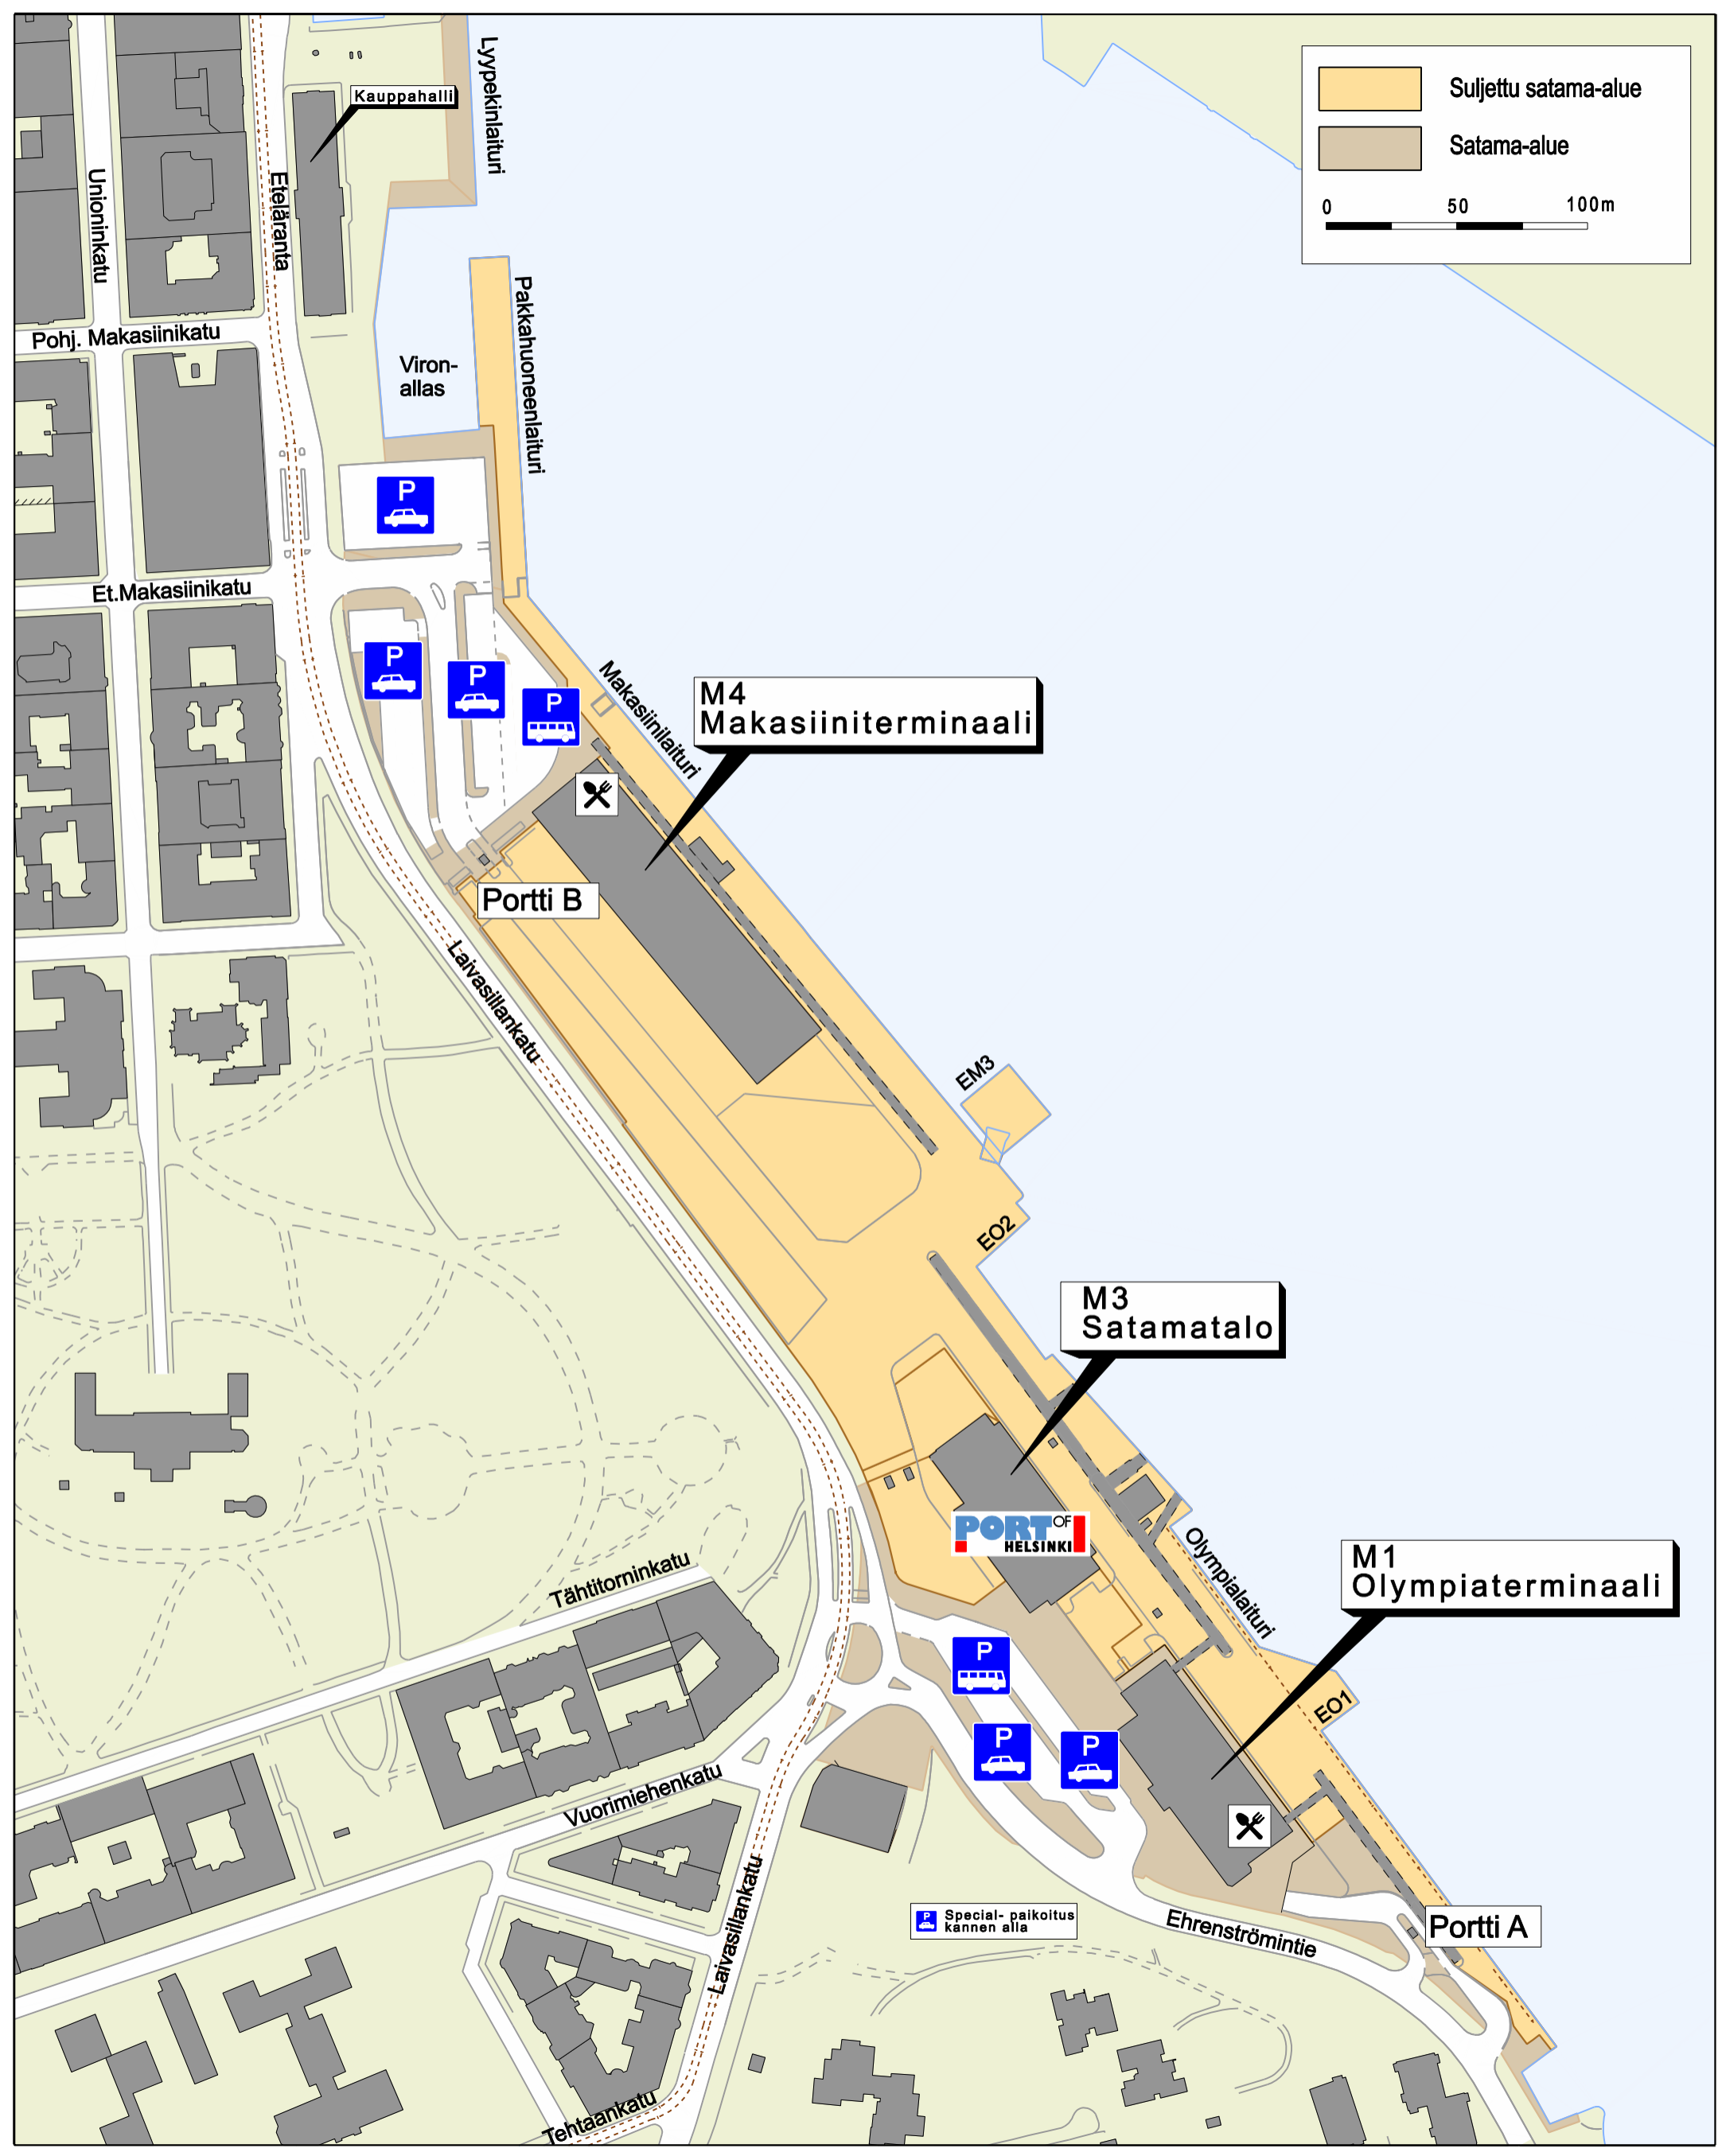 Suljettu satama-alue
Satama-alue
0 50 100m
Lyypekinlaituri
Kauppahalli
Unioninkatu
Eteläranta
Pohj. Makasiinikatu
Viron-
allas
Pakkahuoneenlaituri
P
Et.Makasiinikatu
P
P
P
Makasiinilaituri
M4
Makasiiniterminaali
Portti B
Laivasillankatu
EM3
EO2
M3
Satamatalo
PORT OF
HELSINKI
Olympialaituri
M1
Olympiaterminaali
Tähtitorninkatu
P
EO1
P
P
Vuorimiehenkatu
Laivasillankatu
P
Special- paikoitus
kannen alla
Ehrenströmintie
Portti A
Tehtaankatu